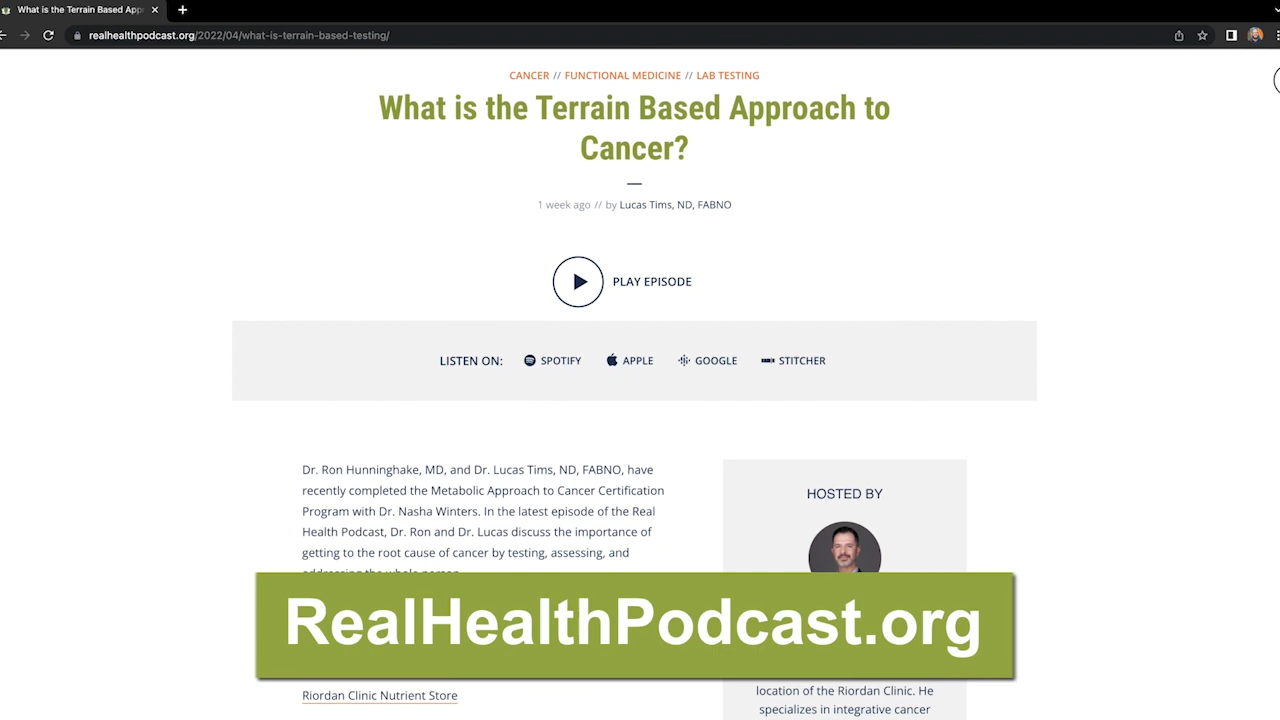 What is the Terrain Based App
realhealthpodcast.org/2022/04/what-is-terrain-based-testing/
CANCER // FUNCTIONAL MEDICINE // LAB TESTING
What is the Terrain Based Approach to
Cancer?
1 week ago // by Lucas Tims, ND, FABNO
PLAY EPISODE
LISTEN ON: SPOTIFY APPLE GOOGLE STITCHER
Dr. Ron Hunninghake, MD, and Dr. Lucas Tims, ND, FABNO, have
recently completed the Metabolic Approach to Cancer Certification
Program with Dr. Nasha Winters. In the latest episode of the Real
Health Podcast, Dr. Ron and Dr. Lucas discuss the importance of
getting to the root cause of cancer by testing, assessing, and
addressing the whole person.
HOSTED BY
RealHealthPodcast.org
Riordan Clinic Nutrient Store
location of the Riordan Clinic. He
specializes in integrative cancer